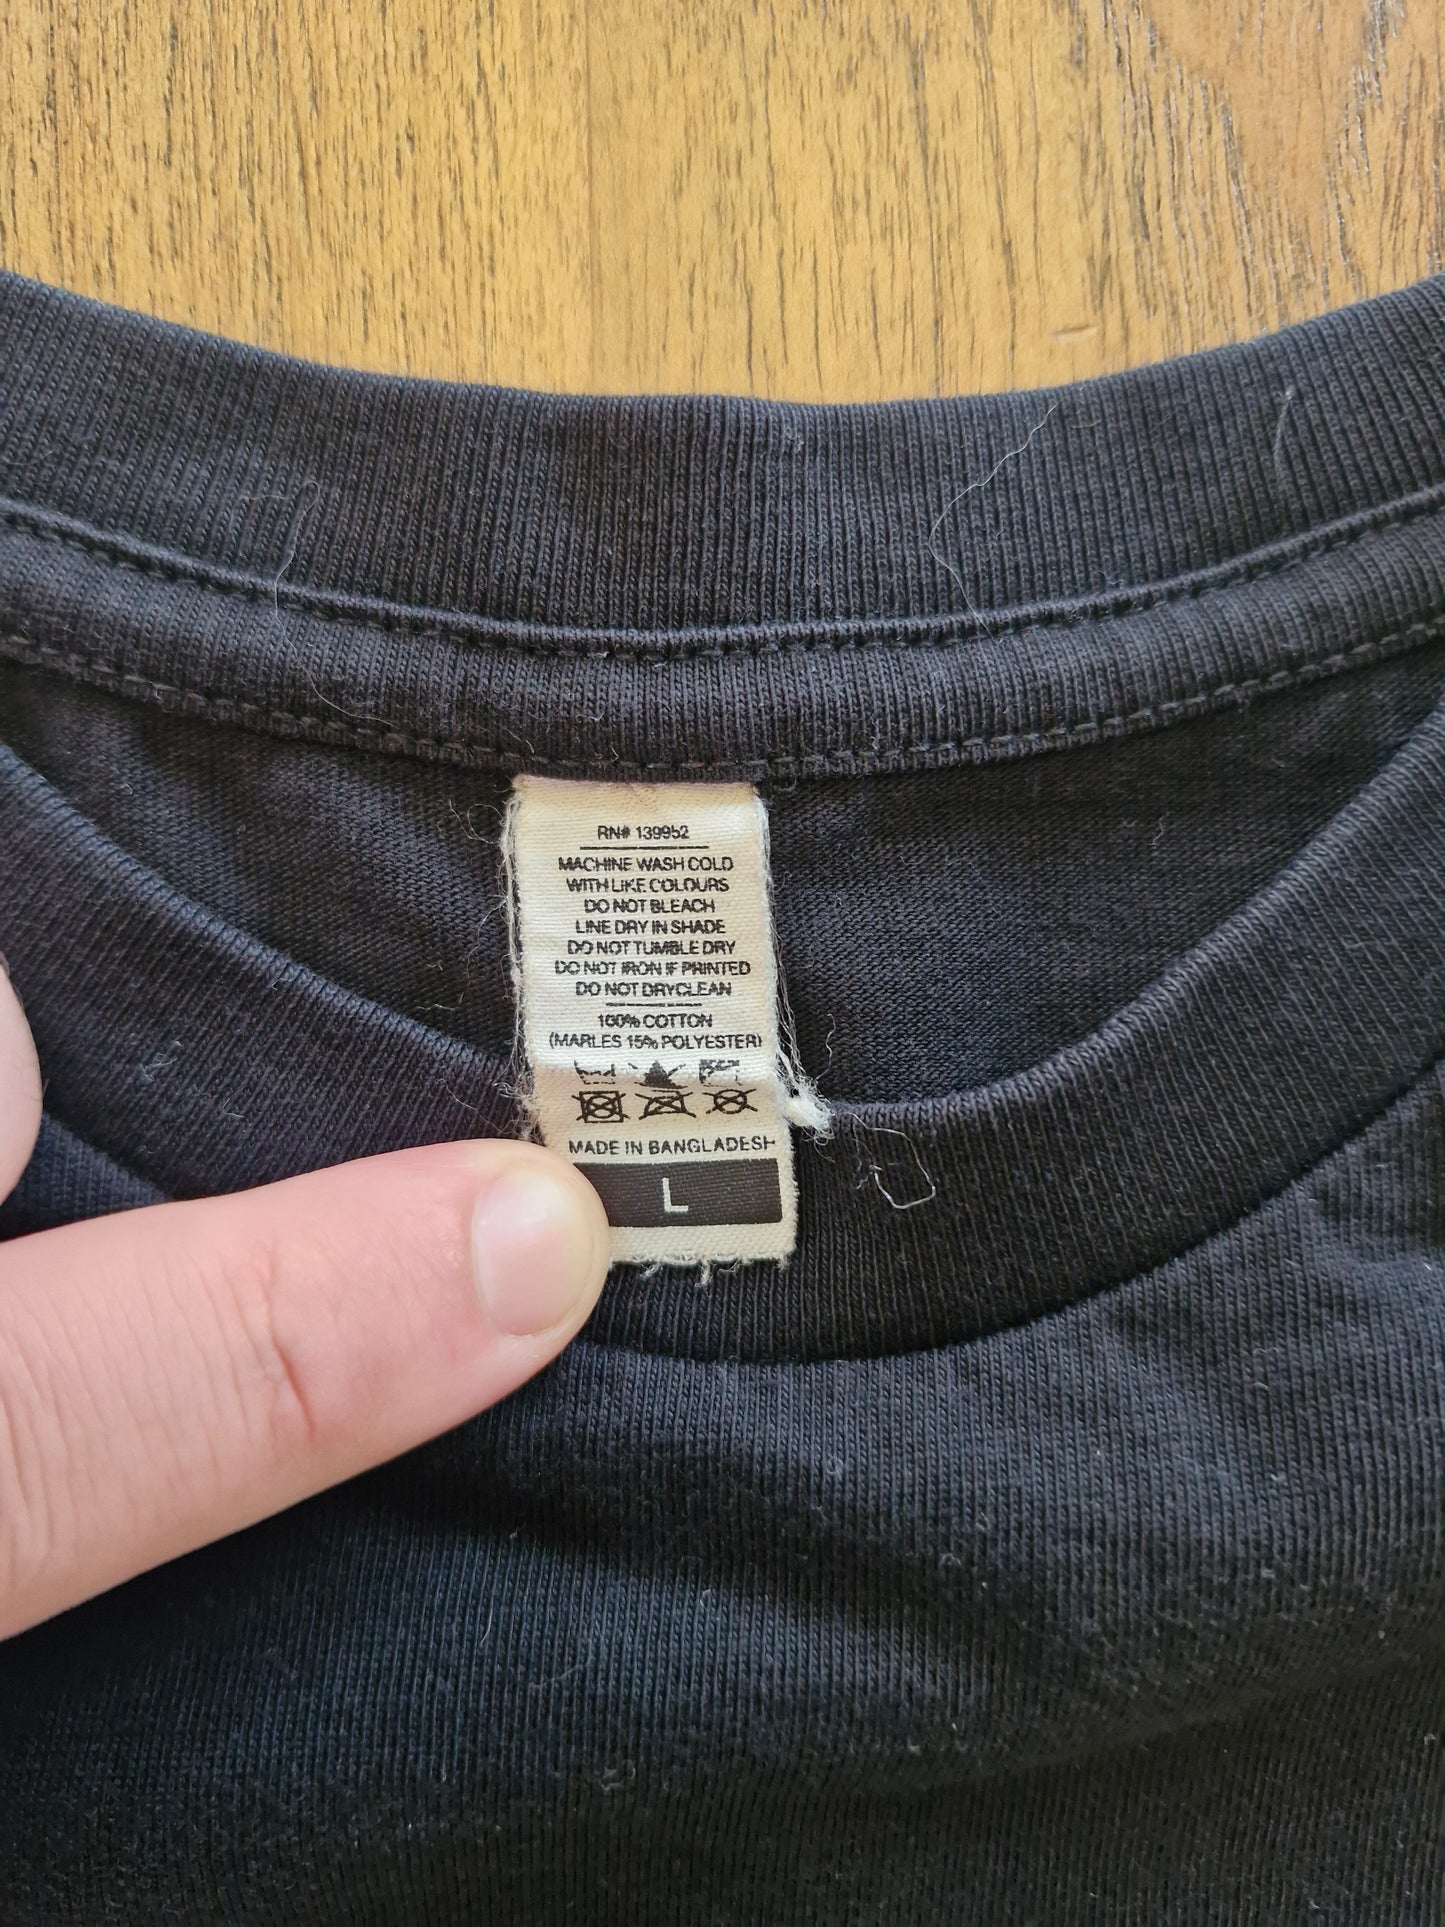 RN# 139952
MACHINE WASH COLD
WITH LIKE COLOURS
DO NOT BLEACH
LINE DRY IN SHADE
DO NOT TUMBLE DRY
DO NOT IRON IF PRINTED
DO NOT DRYCLEAN
100% COTTON
(MARLES 15% POLYESTER)
MADE IN BANGLADESH
L